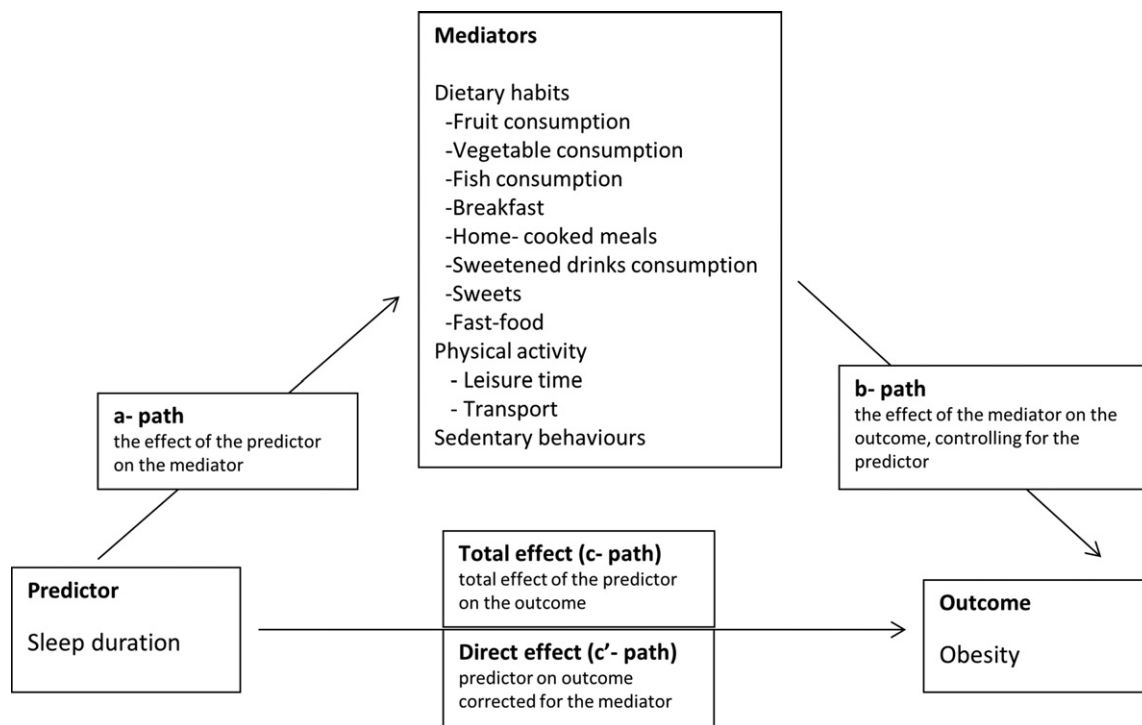 Mediators
Dietary habits
-Fruit consumption
-Vegetable consumption
-Fish consumption
-Breakfast
-Home- cooked meals
-Sweetened drinks consumption
-Sweets
-Fast-food
Physical activity
- Leisure time
- Transport
Sedentary behaviours
a- path
the effect of the predictor
on the mediator
b- path
the effect of the mediator on the
outcome, controlling for the
predictor
Predictor
Sleep duration
Total effect (c- path)
total effect of the predictor
on the outcome
Direct effect (c’- path)
predictor on outcome
corrected for the mediator
Outcome
Obesity